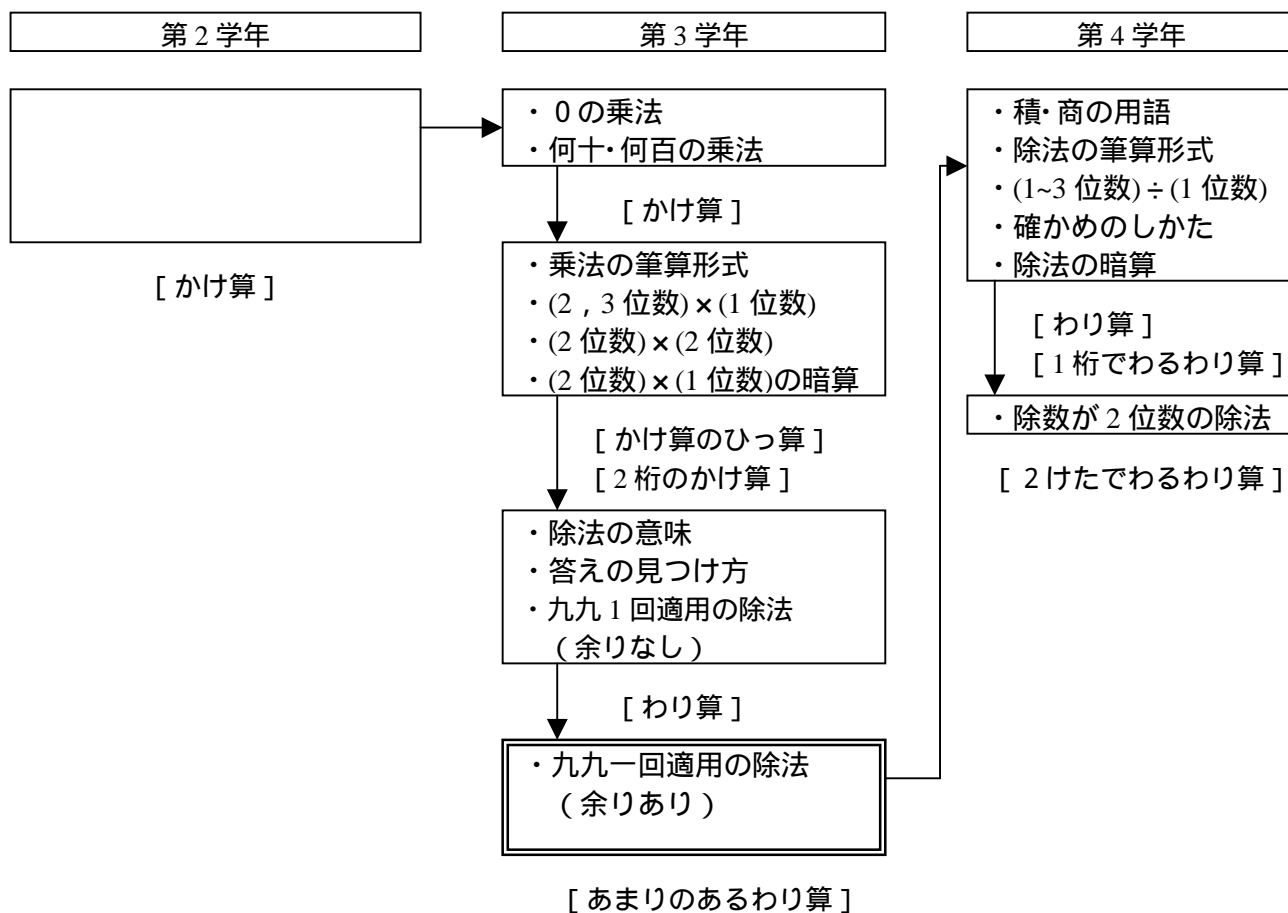 第2学年
[かけ算]
第3学年
・0の乗法
・何十・何百の乗法
[かけ算]
・乗法の筆算形式
・(2,3位数)×(1位数)
・(2位数)×(2位数)
・(2位数)×(1位数)の暗算
[かけ算のひっ算]
[2桁のかけ算]
・除法の意味
・答えの見つけ方
・九九1回適用の除法
(余りなし)
[わり算]
・九九一回適用の除法
(余りあり)
[あまりのあるわり算]
第4学年
・積・商の用語
・除法の筆算形式
・(1~3位数)÷(1位数)
・確かめのしかた
・除法の暗算
[わり算]
[1桁でわるわり算]
・除数が2位数の除法
[2けたでわるわり算]